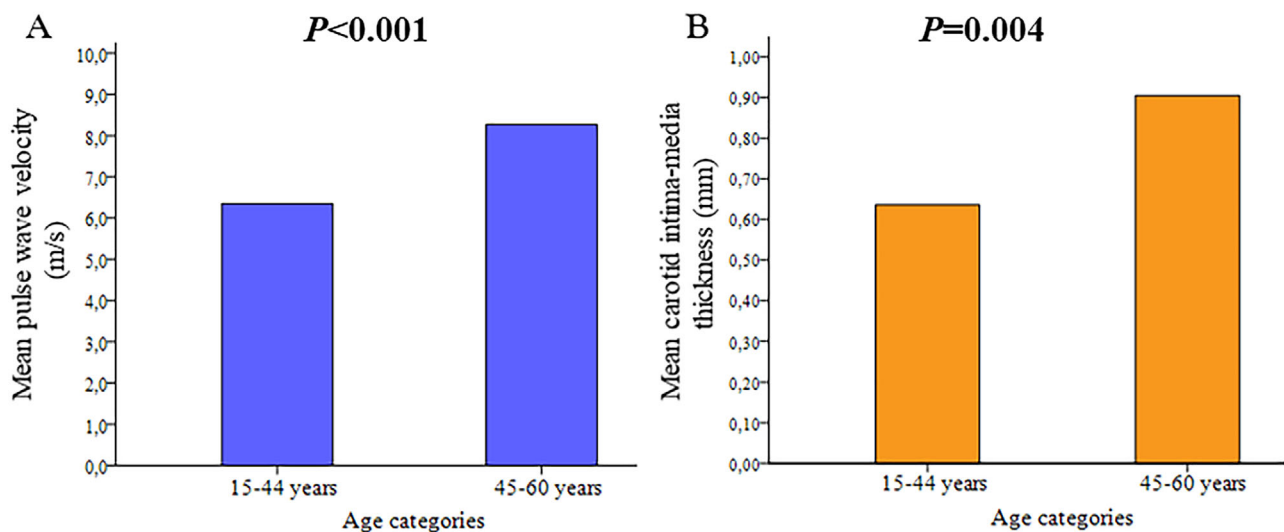 A
P<0.001
Mean pulse wave velocity
(m/s)
10,0
9,0
8,0
7,0
6,0
5,0
4,0
3,0
2,0
1,0
0,0
15-44 years
45-60 years
Age categories
B
P=0.004
Mean carotid intima-media
thickness (mm)
1,00
0,90
0,80
0,70
0,60
0,50
0,40
0,30
0,20
0,10
0,00
15-44 years
45-60 years
Age categories